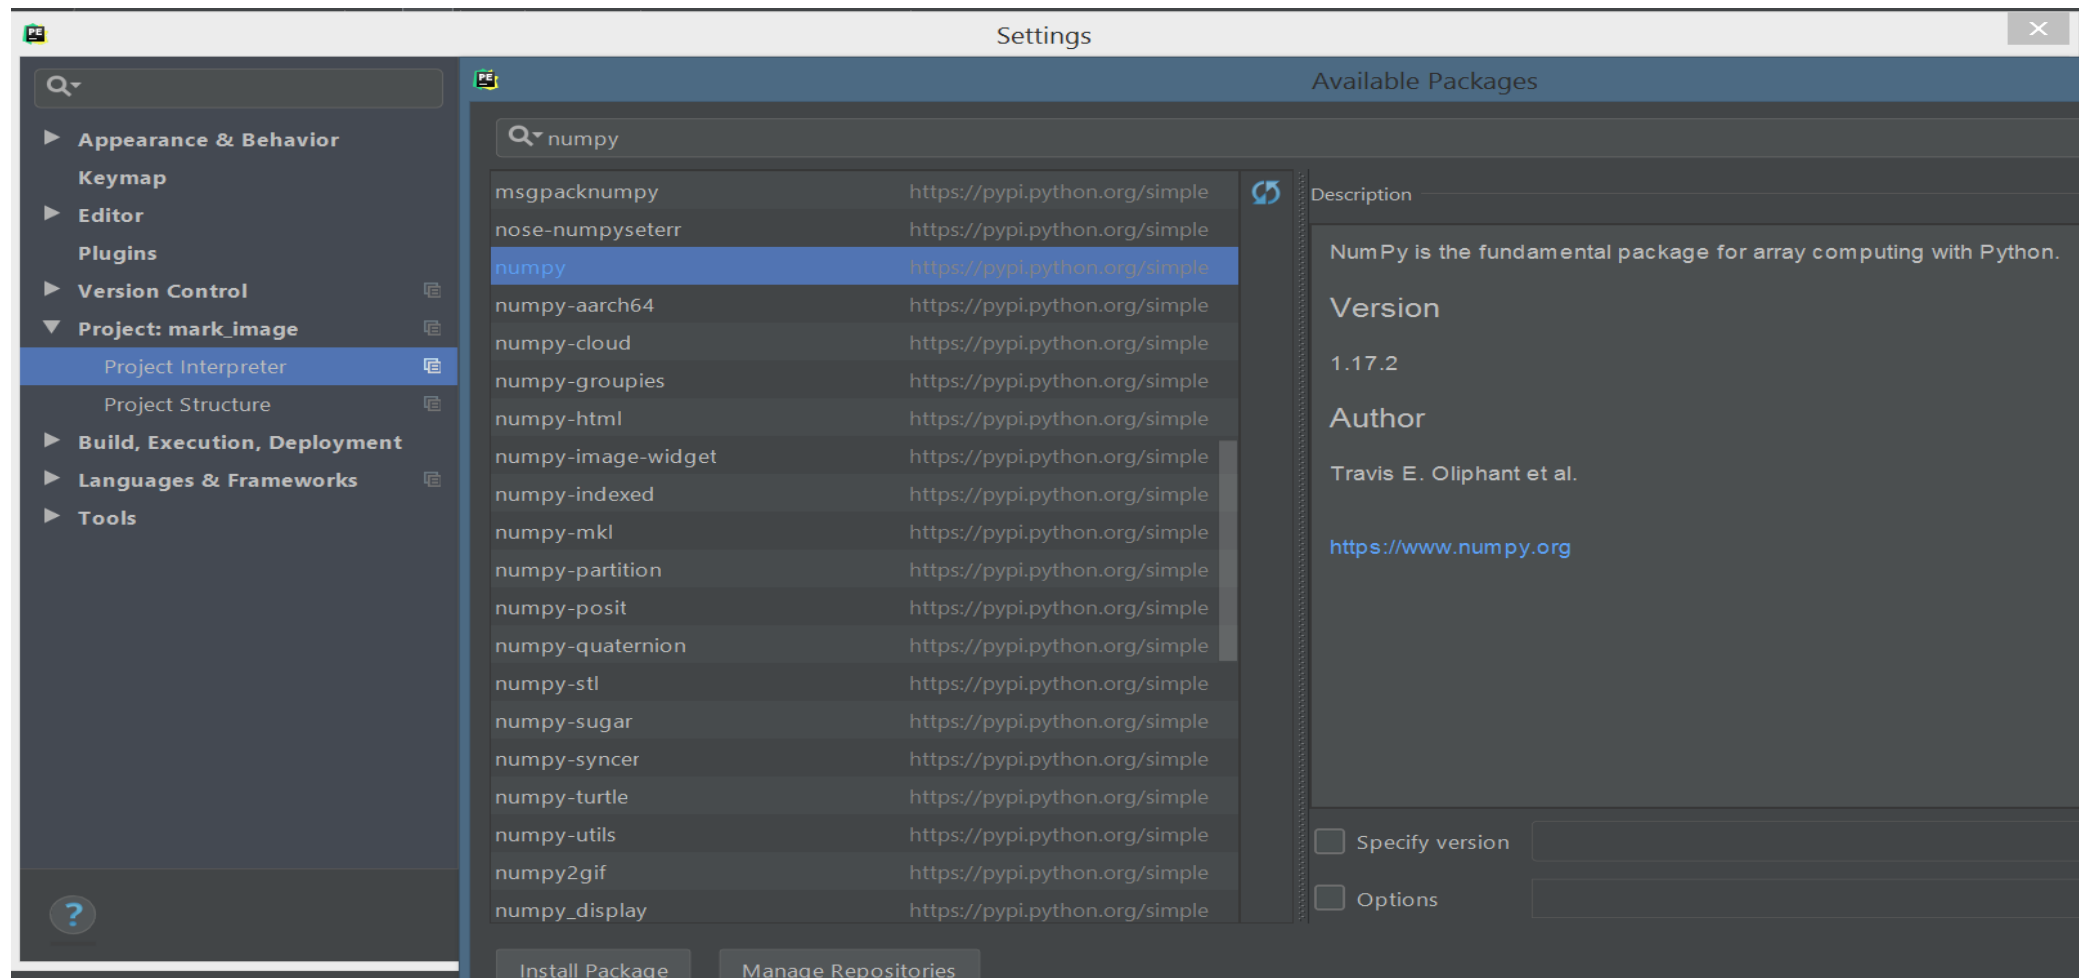 Settings
Available Packages
Appearance & Behavior
Keymap
Editor
Plugins
Version Control
Project: mark_image
Project Interpreter
Project Structure
Build, Execution, Deployment
Languages & Frameworks
Tools
?
numpy
msgpacknumpy https://pypi.python.org/simple
nose-numpyseterr https://pypi.python.org/simple
numpy https://pypi.python.org/simple
numpy-aarch64 https://pypi.python.org/simple
numpy-cloud https://pypi.python.org/simple
numpy-groupies https://pypi.python.org/simple
numpy-html https://pypi.python.org/simple
numpy-image-widget https://pypi.python.org/simple
numpy-indexed https://pypi.python.org/simple
numpy-mkl https://pypi.python.org/simple
numpy-partition https://pypi.python.org/simple
numpy-posit https://pypi.python.org/simple
numpy-quaternion https://pypi.python.org/simple
numpy-stl https://pypi.python.org/simple
numpy-sugar https://pypi.python.org/simple
numpy-syncer https://pypi.python.org/simple
numpy-turtle https://pypi.python.org/simple
numpy-utils https://pypi.python.org/simple
numpy2gif https://pypi.python.org/simple
numpy_display https://pypi.python.org/simple
Install Package Manage Repositories
Description
NumPy is the fundamental package for array computing with Python.
Version
1.17.2
Author
Travis E. Oliphant et al.
https://www.numpy.org
Specify version
Options